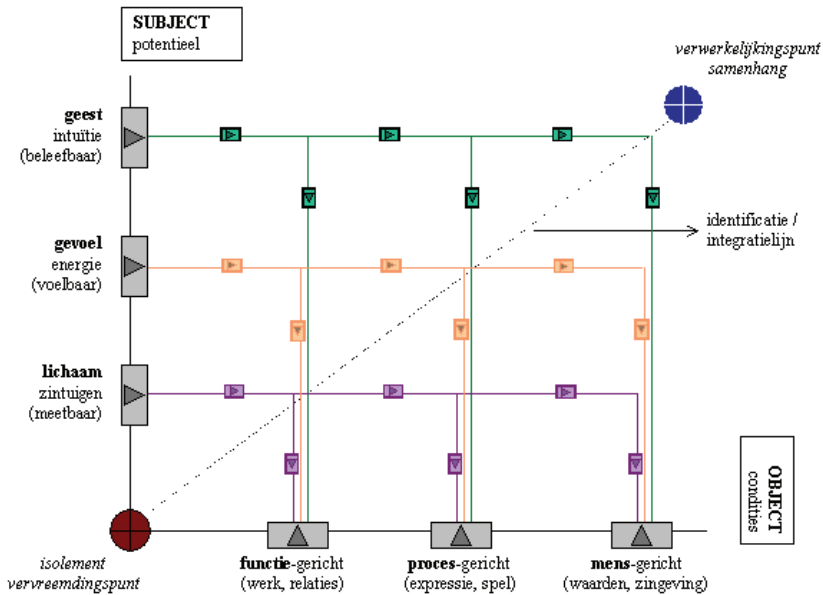 SUBJECT
potentieel
verwerkelijkingspunt
samenhang
geest
intuïtie
(beleefbaar)
identificatie /
integratielijn
gevoel
energie
(voelbaar)
lichaam
zintuigen
(meetbaar)
OBJECT
condities
isolement
vervreemdingspunt
functie-gericht
(werk, relaties)
proces-gericht
(expressie, spel)
mens-gericht
(waarden, zingeving)